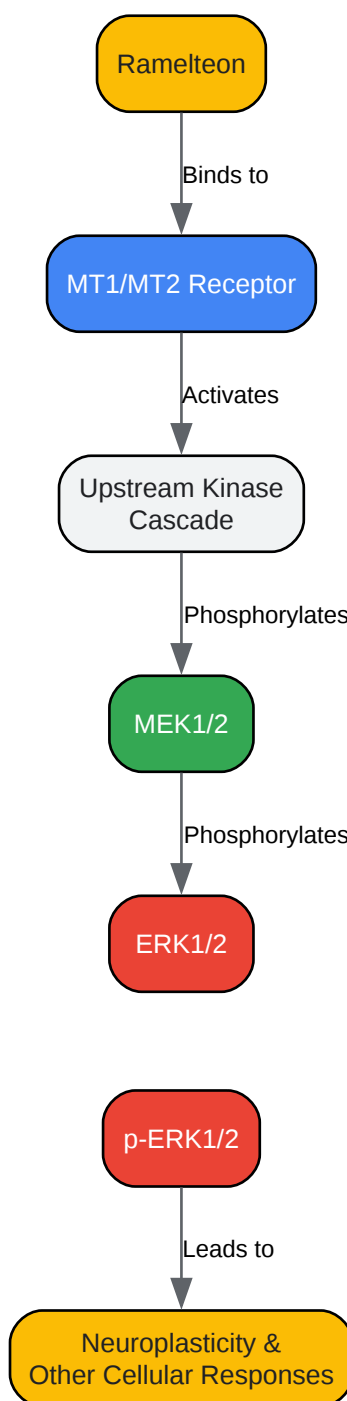 Ramelteon
Binds to
MT1/MT2 Receptor
Activates
Upstream Kinase
Cascade
Phosphorylates
MEK1/2
Phosphorylates
ERK1/2
p-ERK1/2
Leads to
Neuroplasticity &
Other Cellular Responses